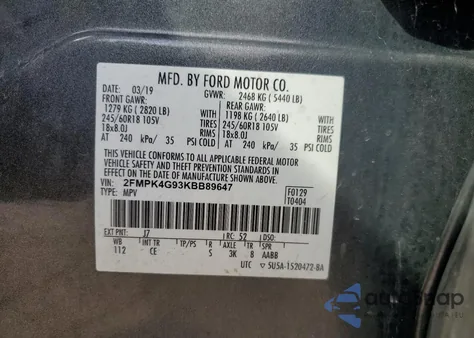 MFD. BY FORD MOTOR CO.
DATE: 03/19 GVWR: 2468 KG ( 5440 LB)
FRONT GAWR: REAR GAWR:
1279 KG ( 2820 LB) 1198 KG ( 2640 LB)
245/60R18 105V TIRES 245/60R18 105V TIRES
18x8.0J RIMS 18x8.0J RIMS
AT 240 kPa/ 35 PSI COLD AT 240 kPa/ 35 PSI COLD
THIS VEHICLE CONFORMS TO ALL APPLICABLE FEDERAL MOTOR
VEHICLE SAFETY, BUMPER, AND THEFT PREVENTION STANDARDS IN
EFFECT ON THE DATE OF MANUFACTURE SHOWN ABOVE.
VIN: 2FMPK4G93KBB89647 F0129
TYPE: MPV T0404
EXT PNT: J7 RC: 52 DSO:
WB INT TR TP/PS R AXLE TR SPR
112 CE S 3K 8 AABB
UTC 5U5A-1520472-BA
autosnap